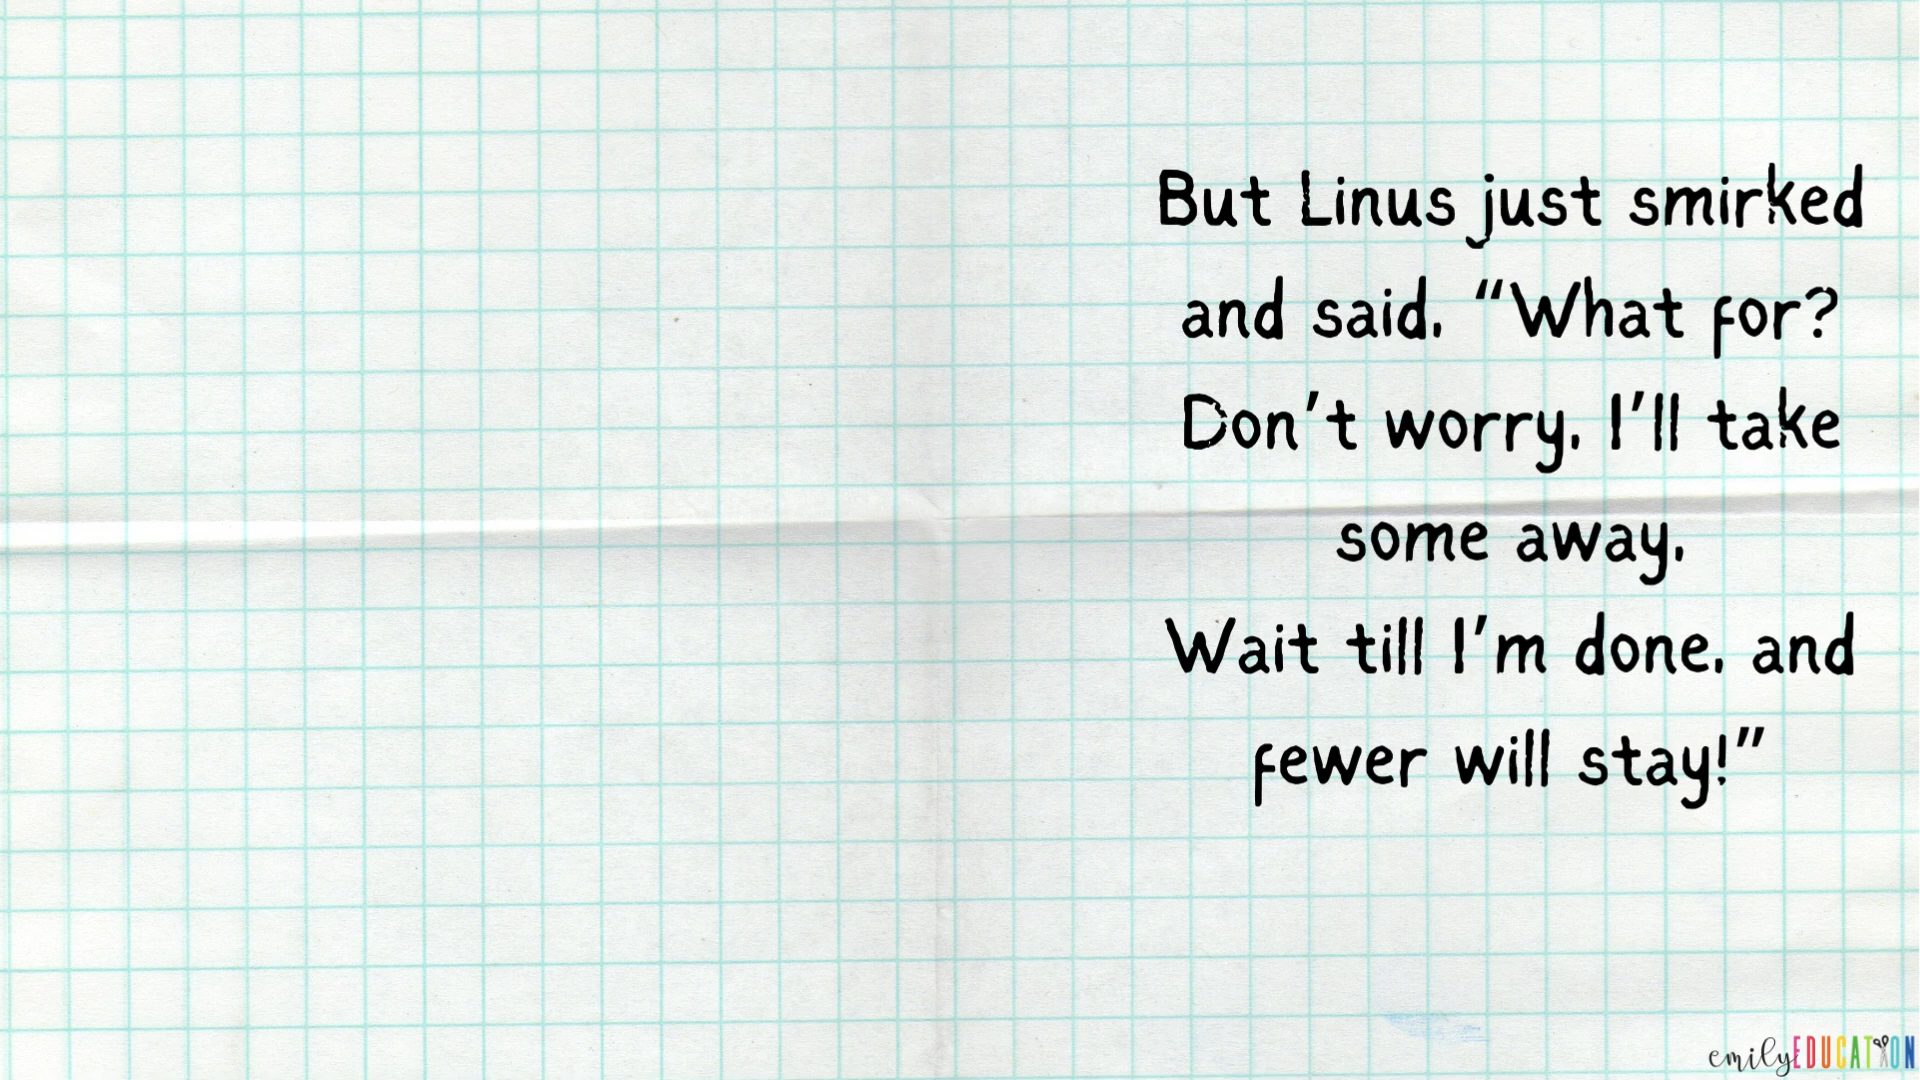 But Linus just smirked
and said, “What for?
Don’t worry, I’ll take
some away,
Wait till I’m done, and
fewer will stay!”
emilyEDUCATION